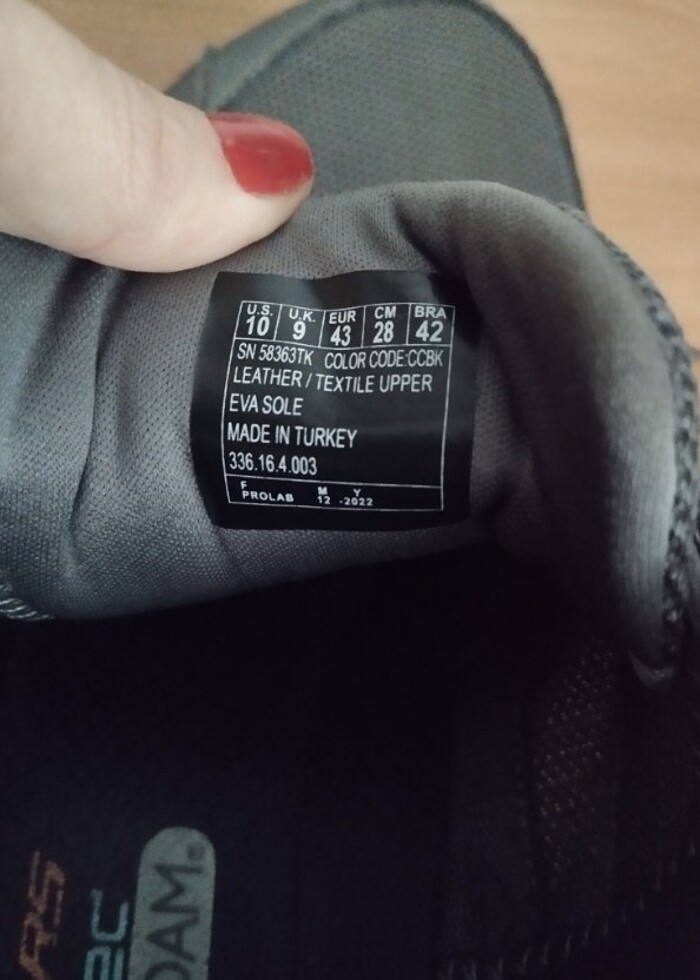 U.S. U.K. EUR CM BRA
10 9 43 28 42
SN 58363TK COLOR CODE:CCBK
LEATHER / TEXTILE UPPER
EVA SOLE
MADE IN TURKEY
336.16.4.003
F M Y
PROLAB 12 -2022